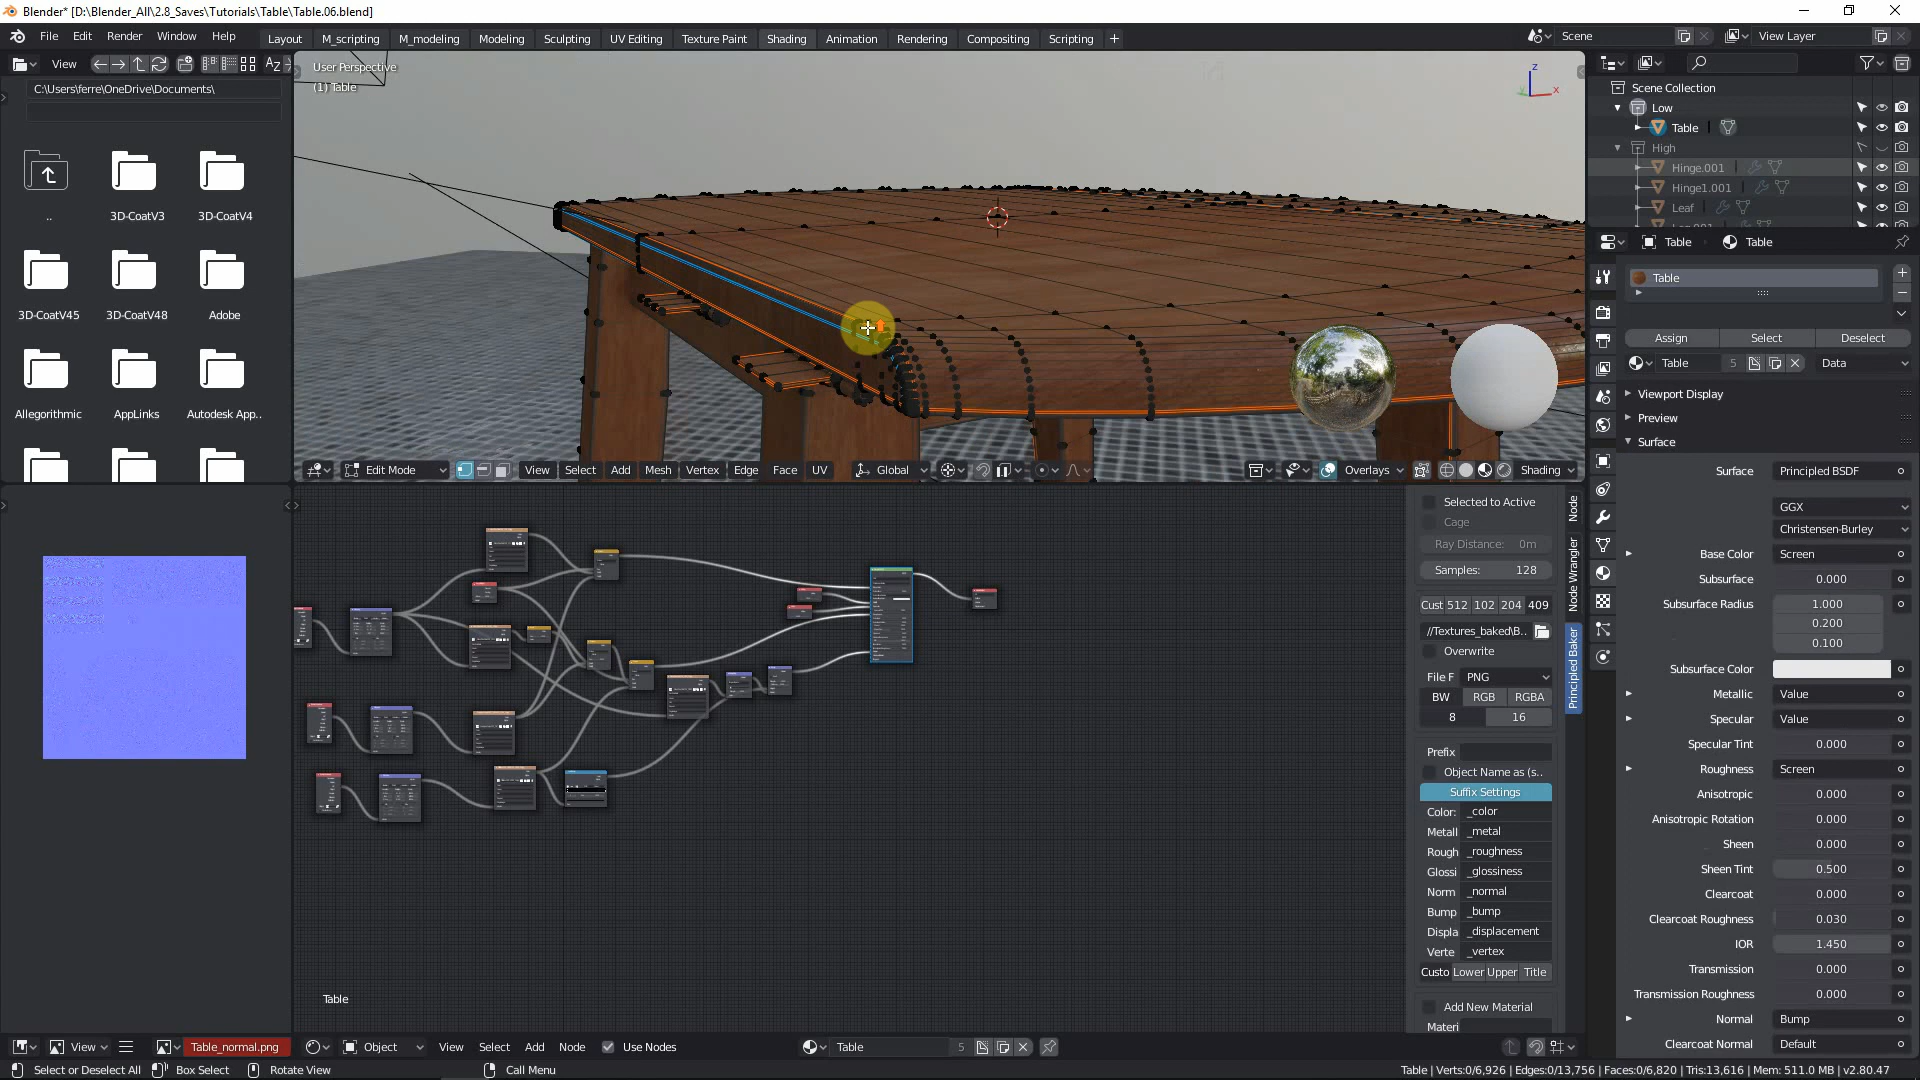 Blender* [D:\Blender_All\2.8_Saves\Tutorials\Table\Table.06.blend]
File Edit Render Window Help Layout M_scripting M_modeling Modeling Sculpting UV Editing Texture Paint Shading Animation Rendering Compositing Scripting + Scene View Layer
View
C:\Users\ferre\OneDrive\Documents\
..
3D-CoatV3
3D-CoatV4
3D-CoatV45
3D-CoatV48
Adobe
Allegorithmic
AppLinks
Autodesk App..
User Perspective
(1) Table
Z
X
Edit Mode View Select Add Mesh Vertex Edge Face UV Global Overlays Shading
Scene Collection
Low
Table
High
Hinge.001
Hinge1.001
Leaf
Table Table
Table
Assign Select Deselect
Table 5 Data
Viewport Display
Preview
Surface
Surface Principled BSDF
GGX
Christensen-Burley
Base Color Screen
Subsurface 0.000
Subsurface Radius 1.000
0.200
0.100
Subsurface Color
Metallic Value
Specular Value
Specular Tint 0.000
Roughness Screen
Anisotropic 0.000
Anisotropic Rotation 0.000
Sheen 0.000
Sheen Tint 0.500
Clearcoat 0.000
Clearcoat Roughness 0.030
IOR 1.450
Transmission 0.000
Transmission Roughness 0.000
Normal Bump
Clearcoat Normal Default
Selected to Active
Cage
Ray Distance: 0m
Samples: 128
Cust 512 102 204 409
//Textures_baked\B..
Overwrite
File F PNG
BW RGB RGBA
8 16
Prefix
Object Name as (s..
Suffix Settings
Color: _color
Metall _metal
Rough _roughness
Glossi _glossiness
Norm _normal
Bump _bump
Displa _displacement
Verte _vertex
Custo Lower Upper Title
Add New Material
Materi
Node
Node Wrangler
Principled Baker
Table
View Table_normal.png Object View Select Add Node Use Nodes Table 5
Select or Deselect All Box Select Rotate View Call Menu Table | Verts:0/6,926 | Edges:0/13,756 | Faces:0/6,820 | Tris:13,616 | Mem: 511.0 MB | v2.80.47